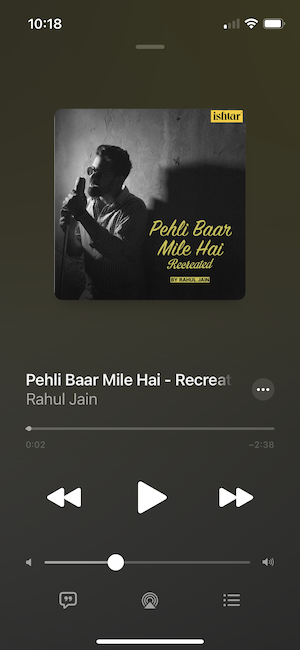 10:18
ishtar
Pehli Baar
Mile Hai
Recreated
BY RAHUL JAIN
Pehli Baar Mile Hai - Recreat
Rahul Jain
0:02
−2:38